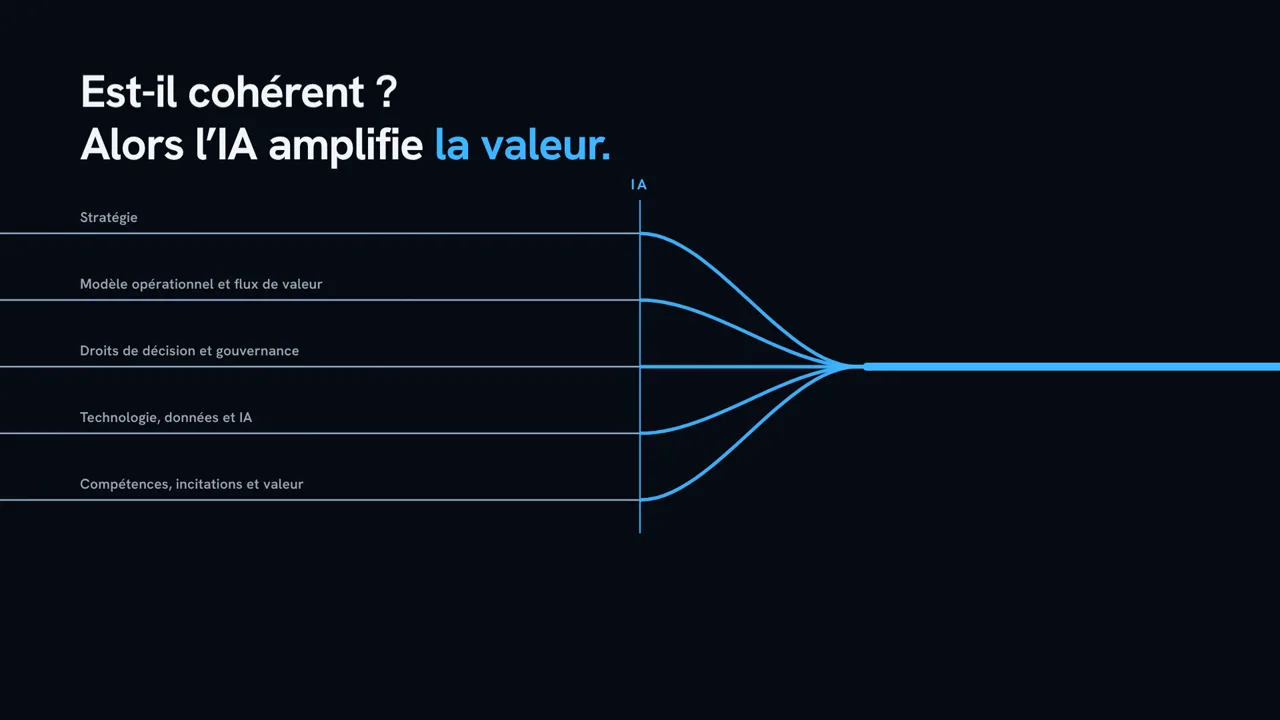 Est-il cohérent ?
Alors l’IA amplifie la valeur.
IA
Stratégie
Modèle opérationnel et flux de valeur
Droits de décision et gouvernance
Technologie, données et IA
Compétences, incitations et valeur